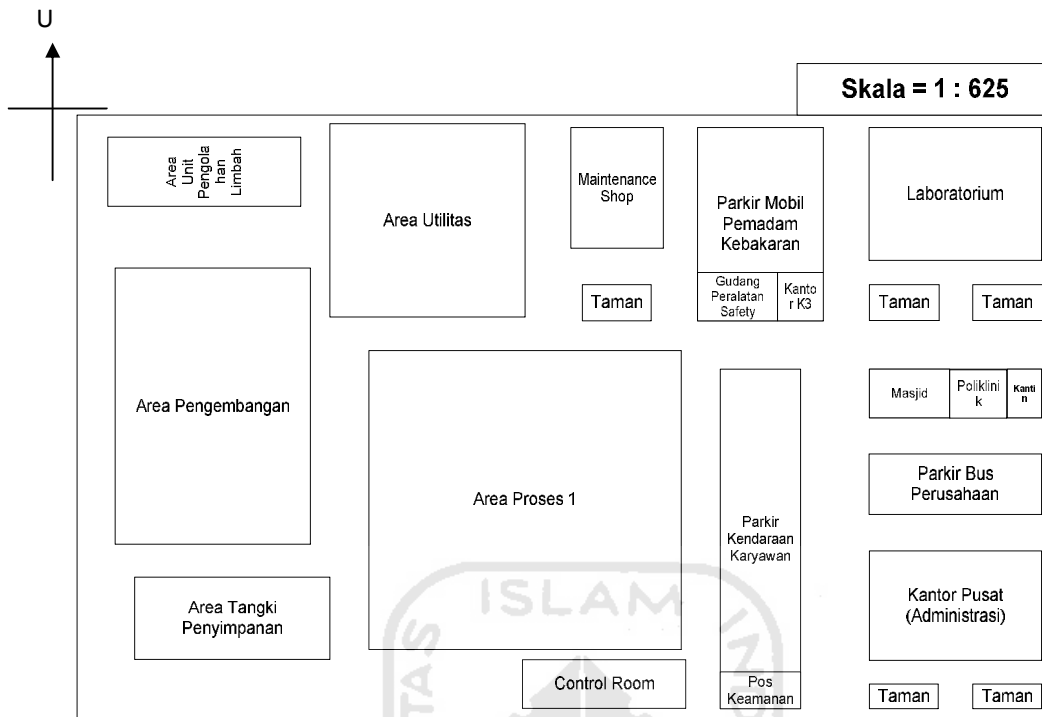 U
Skala = 1 : 625
Area
Unit
Pengola
han
Limbah
Area Utilitas
Maintenance
Shop
Parkir Mobil
Pemadam
Kebakaran
Laboratorium
Gudang
Peralatan
Safety
Kanto
r K3
Taman
Taman
Taman
Area Pengembangan
Masjid
Poliklini
k
Kanti
n
Area Proses 1
Parkir Bus
Perusahaan
Parkir
Kendaraan
Karyawan
Area Tangki
Penyimpanan
Kantor Pusat
(Administrasi)
ISLAM
Control Room
Pos
Keamanan
Taman
Taman